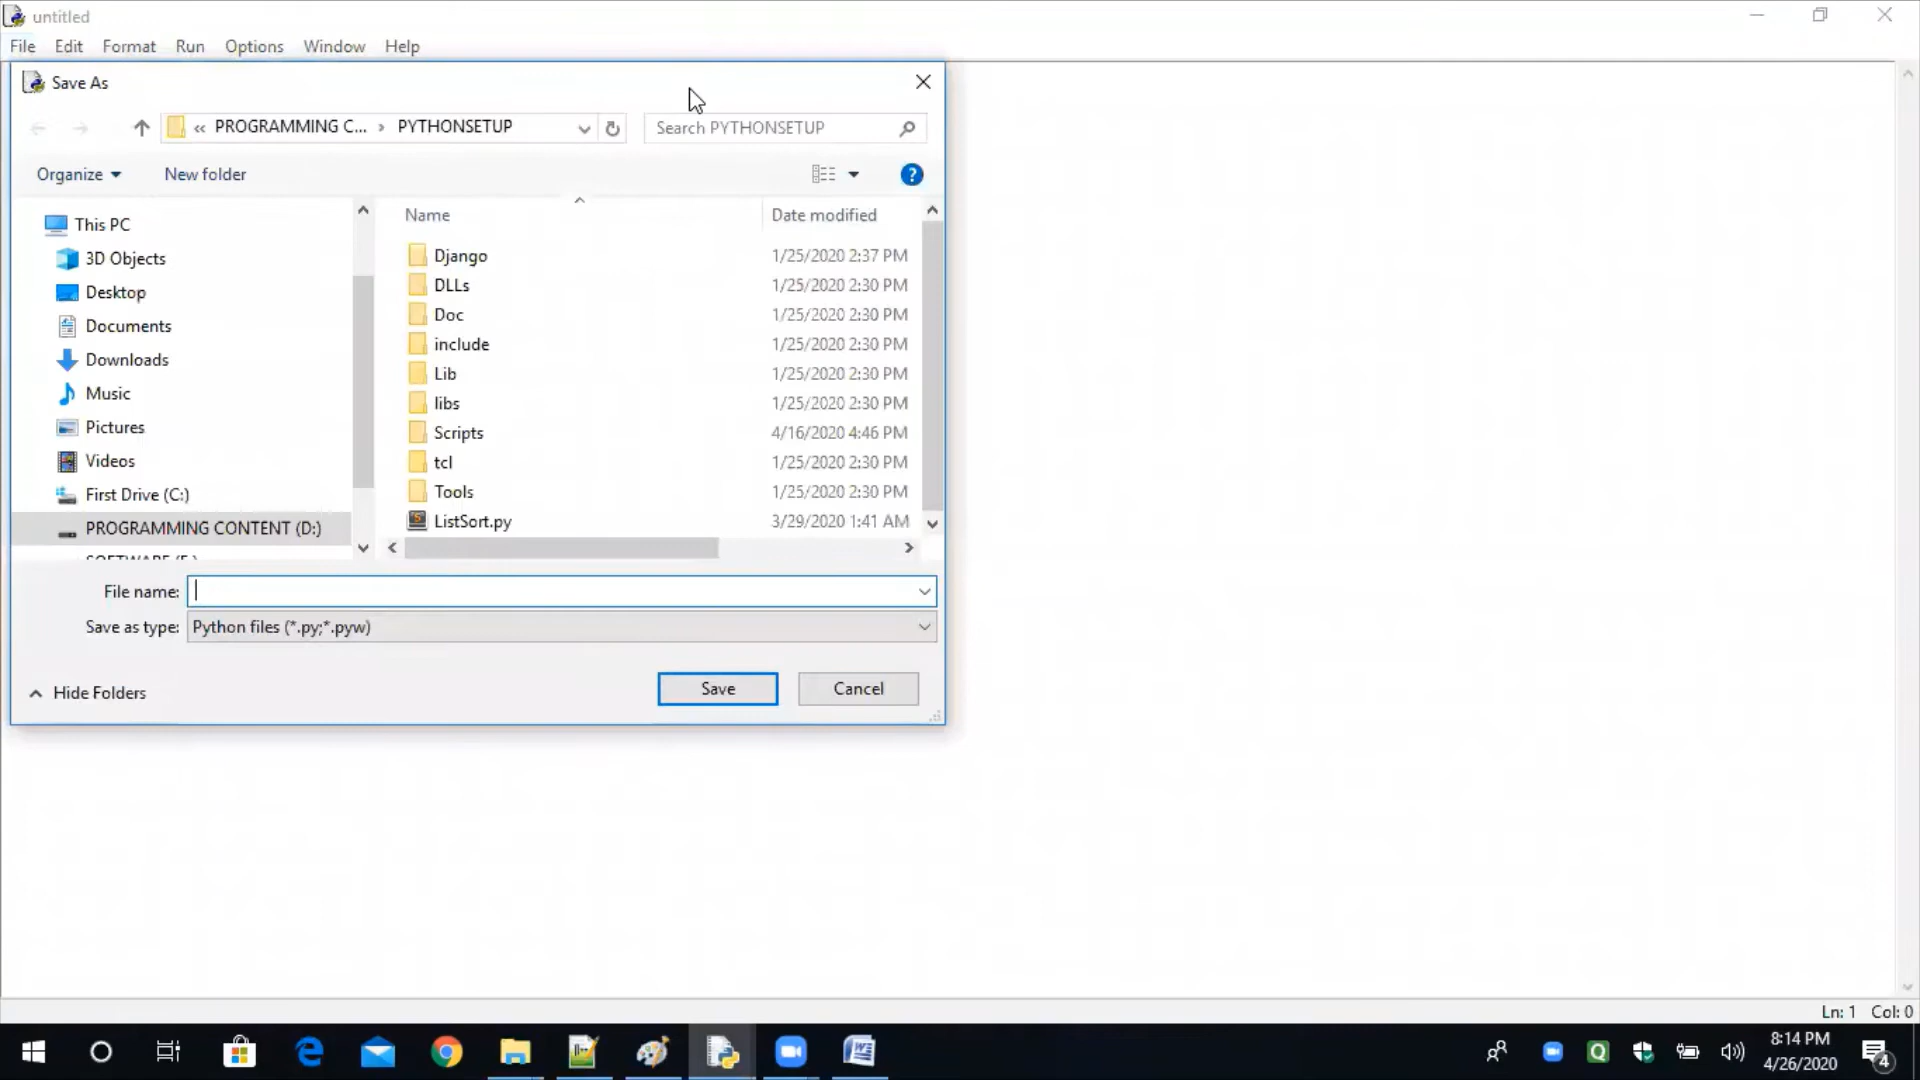 untitled
File Edit Format Run Options Window Help
Save As
« PROGRAMMING C... › PYTHONSETUP
Search PYTHONSETUP
Organize New folder
?
This PC
3D Objects
Desktop
Documents
Downloads
Music
Pictures
Videos
First Drive (C:)
PROGRAMMING CONTENT (D:)
Name Date modified
Django 1/25/2020 2:37 PM
DLLs 1/25/2020 2:30 PM
Doc 1/25/2020 2:30 PM
include 1/25/2020 2:30 PM
Lib 1/25/2020 2:30 PM
libs 1/25/2020 2:30 PM
Scripts 4/16/2020 4:46 PM
tcl 1/25/2020 2:30 PM
Tools 1/25/2020 2:30 PM
ListSort.py 3/29/2020 1:41 AM
File name:
Save as type: Python files (*.py;*.pyw)
Hide Folders
Save Cancel
Ln: 1 Col: 0
8:14 PM
4/26/2020
4